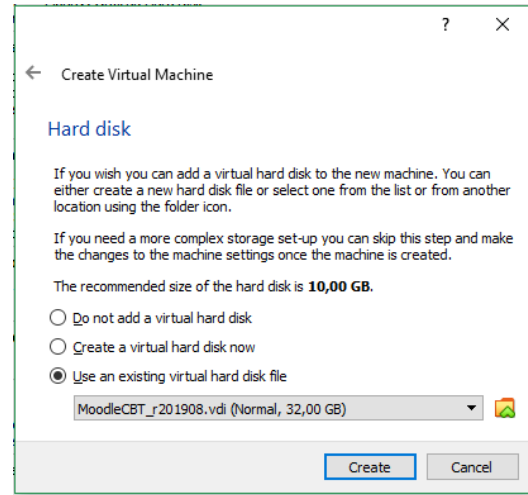 ?
Create Virtual Machine
Hard disk
If you wish you can add a virtual hard disk to the new machine. You can
either create a new hard disk file or select one from the list or from another
location using the folder icon.
If you need a more complex storage set-up you can skip this step and make
the changes to the machine settings once the machine is created.
The recommended size of the hard disk is 10,00 GB.
Do not add a virtual hard disk
Create a virtual hard disk now
Use an existing virtual hard disk file
MoodleCBT_r201908.vdi (Normal, 32,00 GB)
Create Cancel